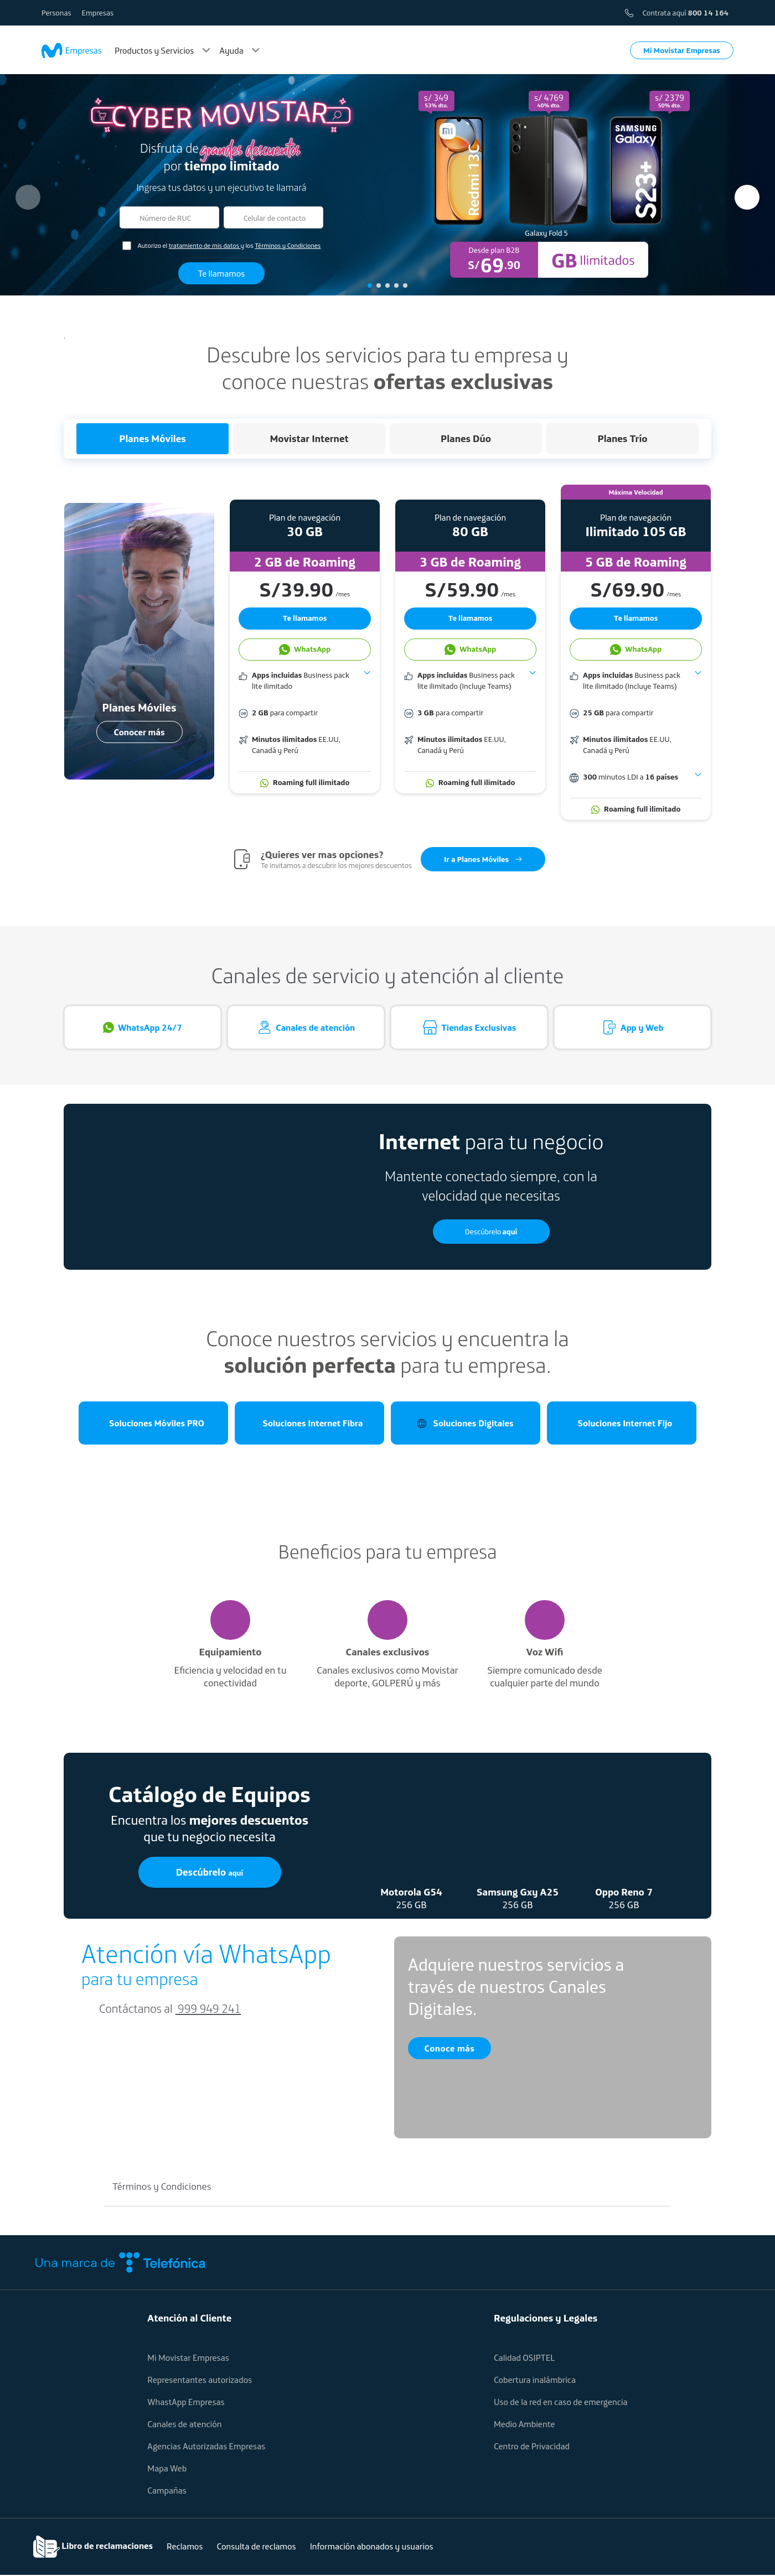 Personas Empresas
Contrata aquí 800 14 164
Empresas Productos y Servicios Ayuda
Mi Movistar Empresas
CYBER MOVISTAR
Disfruta de grandes descuentos
por tiempo limitado
Ingresa tus datos y un ejecutivo te llamará
Número de RUC Celular de contacto
Autorizo el tratamiento de mis datos y los Términos y Condiciones
Te llamamos
s/ 349
53% dto.
s/ 4769
40% dto.
s/ 2379
50% dto.
Redmi 13C
SAMSUNG
Galaxy
S23+
Galaxy Fold 5
Desde plan B2B
S/69.90
GB Ilimitados
Descubre los servicios para tu empresa y
conoce nuestras ofertas exclusivas
Planes Móviles Movistar Internet Planes Dúo Planes Trío
Planes Móviles
Conocer más
Plan de navegación
30 GB
2 GB de Roaming
S/39.90 /mes
Te llamamos
WhatsApp
Apps incluidas Business pack
lite ilimitado
2 GB para compartir
Minutos ilimitados EE.UU,
Canadá y Perú
Roaming full ilimitado
Plan de navegación
80 GB
3 GB de Roaming
S/59.90 /mes
Te llamamos
WhatsApp
Apps incluidas Business pack
lite ilimitado (Incluye Teams)
3 GB para compartir
Minutos ilimitados EE.UU,
Canadá y Perú
Roaming full ilimitado
Máxima Velocidad
Plan de navegación
Ilimitado 105 GB
5 GB de Roaming
S/69.90 /mes
Te llamamos
WhatsApp
Apps incluidas Business pack
lite ilimitado (Incluye Teams)
25 GB para compartir
Minutos ilimitados EE.UU,
Canadá y Perú
300 minutos LDI a 16 países
Roaming full ilimitado
¿Quieres ver mas opciones?
Te invitamos a descubrir los mejores descuentos
Ir a Planes Móviles
Canales de servicio y atención al cliente
WhatsApp 24/7 Canales de atención Tiendas Exclusivas App y Web
Internet para tu negocio
Mantente conectado siempre, con la
velocidad que necesitas
Descúbrelo aquí
Conoce nuestros servicios y encuentra la
solución perfecta para tu empresa.
Soluciones Móviles PRO Soluciones Internet Fibra Soluciones Digitales Soluciones Internet Fijo
Beneficios para tu empresa
Equipamiento
Eficiencia y velocidad en tu
conectividad
Canales exclusivos
Canales exclusivos como Movistar
deporte, GOLPERÚ y más
Voz Wifi
Siempre comunicado desde
cualquier parte del mundo
Catálogo de Equipos
Encuentra los mejores descuentos
que tu negocio necesita
Descúbrelo aquí
Motorola G54
256 GB
Samsung Gxy A25
256 GB
Oppo Reno 7
256 GB
Atención vía WhatsApp
para tu empresa
Contáctanos al 999 949 241
Adquiere nuestros servicios a
través de nuestros Canales
Digitales.
Conoce más
Términos y Condiciones
Una marca de Telefónica
Atención al Cliente
Mi Movistar Empresas
Representantes autorizados
WhastApp Empresas
Canales de atención
Agencias Autorizadas Empresas
Mapa Web
Campañas
Regulaciones y Legales
Calidad OSIPTEL
Cobertura inalámbrica
Uso de la red en caso de emergencia
Medio Ambiente
Centro de Privacidad
Libro de reclamaciones Reclamos Consulta de reclamos Información abonados y usuarios